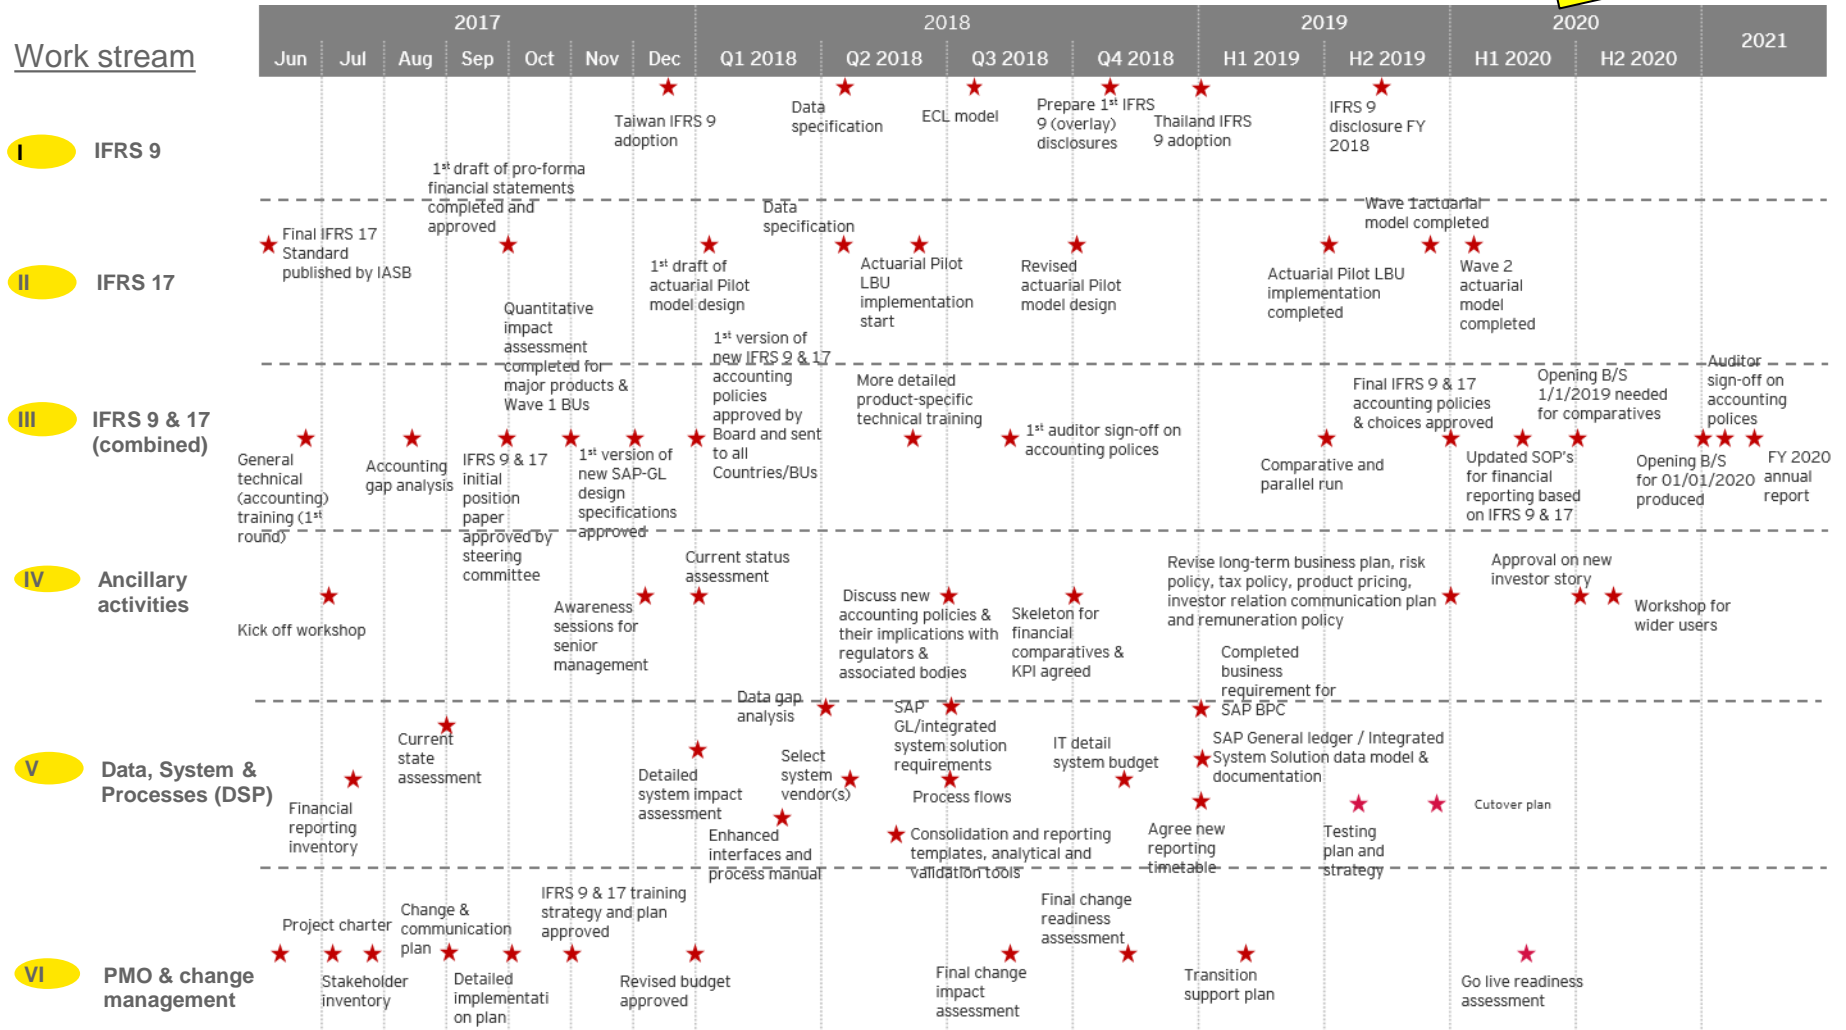 Work stream
2017
2018
2019
2020
2021
Jun
Jul
Aug
Sep
Oct
Nov
Dec
Q1 2018
Q2 2018
Q3 2018
Q4 2018
H1 2019
H2 2019
H1 2020
H2 2020
I
IFRS 9
Taiwan IFRS 9
adoption
Data
specification
ECL model
Prepare 1st IFRS
9 (overlay)
disclosures
Thailand IFRS
9 adoption
IFRS 9
disclosure FY
2018
II
IFRS 17
Final IFRS 17
Standard
published by IASB
1st draft of pro-forma
financial statements
completed and
approved
1st draft of
actuarial Pilot
model design
Data
specification
Actuarial Pilot
LBU
implementation
start
Revised
actuarial Pilot
model design
Actuarial Pilot LBU
implementation
completed
Wave 1actuarial
model completed
Wave 2
actuarial
model
completed
III
IFRS 9 & 17
(combined)
General
technical
(accounting)
training (1st
round)
Accounting
gap analysis
IFRS 9 & 17
initial
position
paper
approved by
steering
committee
Quantitative
impact
assessment
completed for
major products &
Wave 1 BUs
1st version of
new SAP-GL
design
specifications
approved
1st version of
new IFRS 9 & 17
accounting
policies
approved by
Board and sent
to all
Countries/BUs
More detailed
product-specific
technical training
1st auditor sign-off on
accounting polices
Comparative and
parallel run
Final IFRS 9 & 17
accounting policies
& choices approved
Updated SOP's
for financial
reporting based
on IFRS 9 & 17
Opening B/S
1/1/2019 needed
for comparatives
Opening B/S
for 01/01/2020
produced
Auditor
sign-off on
accounting
polices
FY 2020
annual
report
IV
Ancillary
activities
Kick off workshop
Awareness
sessions for
senior
management
Current status
assessment
Discuss new
accounting policies &
their implications with
regulators &
associated bodies
Skeleton for
financial
comparatives &
KPI agreed
Revise long-term business plan, risk
policy, tax policy, product pricing,
investor relation communication plan
and remuneration policy
Approval on new
investor story
Workshop for
wider users
V
Data, System &
Processes (DSP)
Financial
reporting
inventory
Current
state
assessment
Detailed
system impact
assessment
Data gap
analysis
Enhanced
interfaces and
process manual
Select
system
vendor(s)
SAP
GL/integrated
system solution
requirements
Process flows
Consolidation and reporting
templates, analytical and
validation tools
IT detail
system budget
Completed
business
requirement for
SAP BPC
SAP General ledger / Integrated
System Solution data model &
documentation
Agree new
reporting
timetable
Testing
plan and
strategy
Cutover plan
VI
PMO & change
management
Project charter
Stakeholder
inventory
Change &
communication
plan
Detailed
implementati
on plan
IFRS 9 & 17 training
strategy and plan
approved
Revised budget
approved
Final change
impact
assessment
Final change
readiness
assessment
Transition
support plan
Go live readiness
assessment